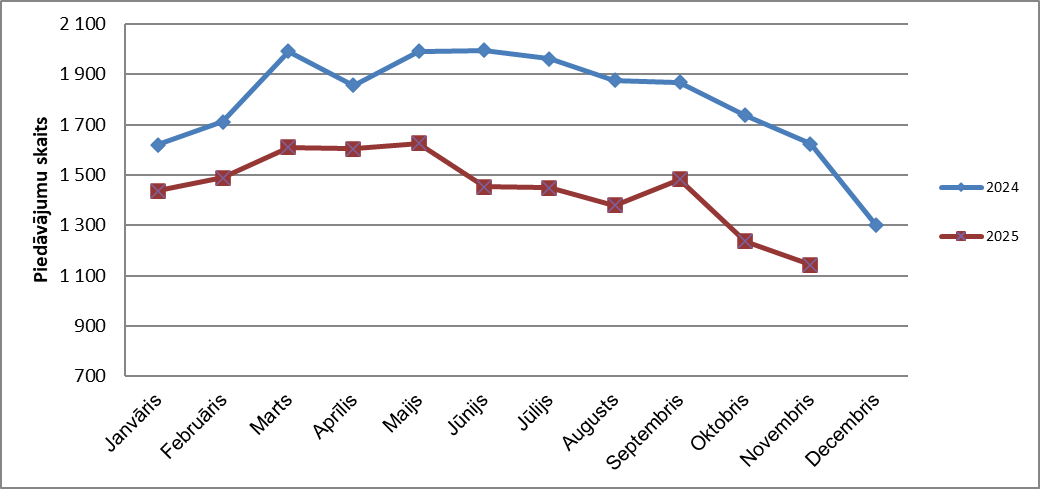 2 100
1 900
1 700
1 500
1 300
1 100
900
700
Piedāvājumu skaits
Janvāris
Februāris
Marts
Aprīlis
Maijs
Jūnijs
Jūlijs
Augusts
Septembris
Oktobris
Novembris
Decembris
2024
2025